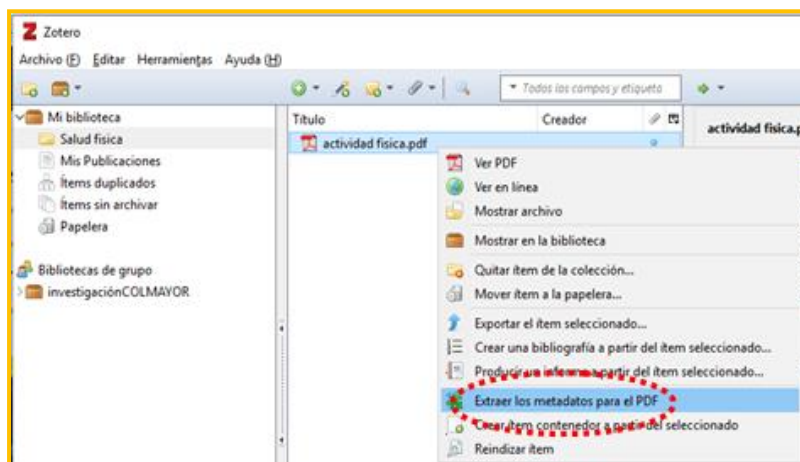 Zotero
Archivo (F) Editar Herramientas Ayuda (H)
Todos los campos y etiqueta
Mi biblioteca
Salud fisica
Mis Publicaciones
Ítems duplicados
Ítems sin archivar
Papelera
Bibliotecas de grupo
investigaciónCOLMAYOR
Título Creador
actividad fisica.pdf
actividad fisica.p
Ver PDF
Ver en línea
Mostrar archivo
Mostrar en la biblioteca
Quitar ítem de la colección...
Mover ítem a la papelera...
Exportar el ítem seleccionado...
Crear una bibliografía a partir del ítem seleccionado...
Producir un informe a partir del ítem seleccionado...
Extraer los metadatos para el PDF
Crear ítem contenedor a partir del seleccionado
Reindizar ítem